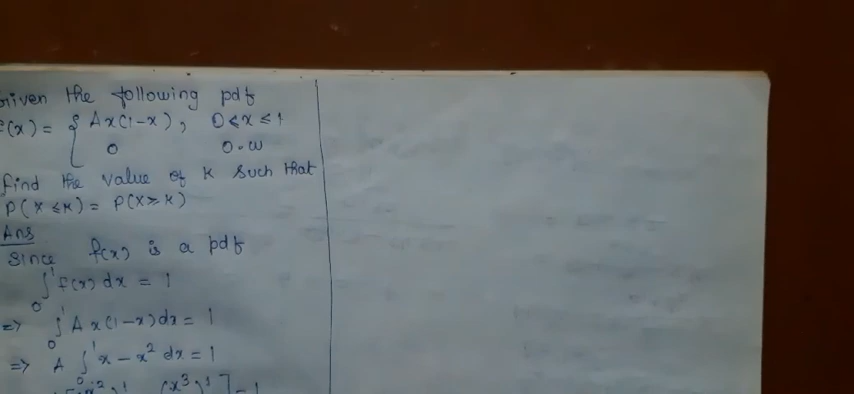 Given the following pdf
f(x) = { Ax(1-x), 0<x≤1
0 o.w
find the value of K such that
P(X≤K) = P(X≥K)
Ans
Since f(x) is a pdf
∫₀¹ f(x) dx = 1
=> ∫₀¹ A x(1-x) dx = 1
=> A ∫₀¹ x - x² dx = 1